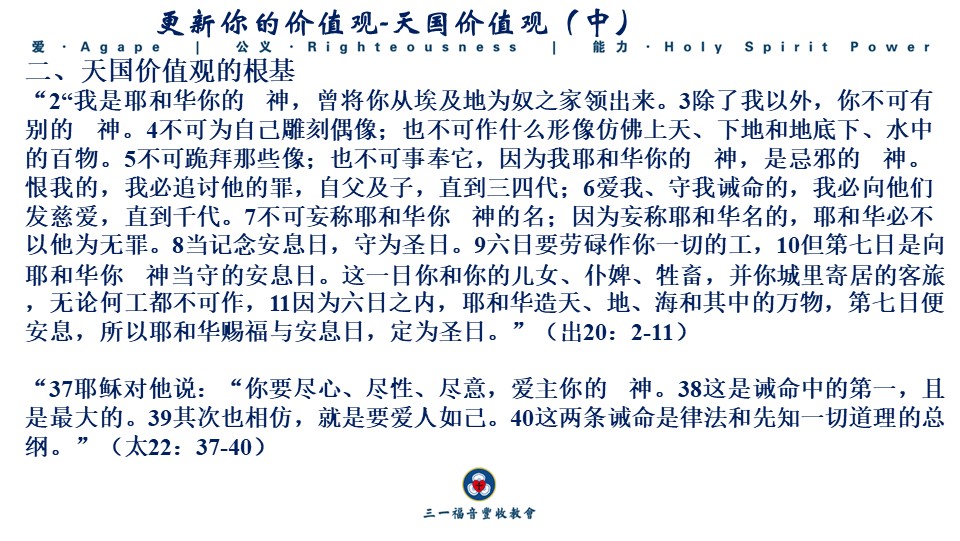 更新你的价值观-天国价值观（中）
爱 · Agape | 公义 · Righteousness | 能力 · Holy Spirit Power
二、天国价值观的根基
“2“我是耶和华你的　神，曾将你从埃及地为奴之家领出来。3除了我以外，你不可有
别的　神。4不可为自己雕刻偶像；也不可作什么形像仿佛上天、下地和地底下、水中
的百物。5不可跪拜那些像；也不可事奉它，因为我耶和华你的　神，是忌邪的　神。
恨我的，我必追讨他的罪，自父及子，直到三四代；6爱我、守我诫命的，我必向他们
发慈爱，直到千代。7不可妄称耶和华你　神的名；因为妄称耶和华名的，耶和华必不
以他为无罪。8当记念安息日，守为圣日。9六日要劳碌作你一切的工，10但第七日是向
耶和华你　神当守的安息日。这一日你和你的儿女、仆婢、牲畜，并你城里寄居的客旅
，无论何工都不可作，11因为六日之内，耶和华造天、地、海和其中的万物，第七日便
安息，所以耶和华赐福与安息日，定为圣日。”（出20：2-11）
“37耶稣对他说：“你要尽心、尽性、尽意，爱主你的　神。38这是诫命中的第一，且
是最大的。39其次也相仿，就是要爱人如己。40这两条诫命是律法和先知一切道理的总
纲。”（太22：37-40）
三一福音豐收教會